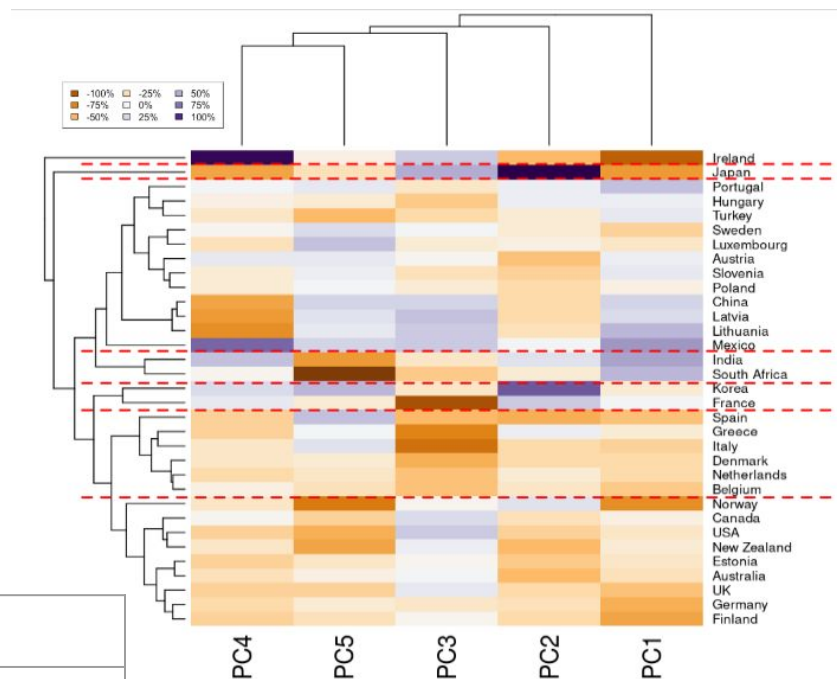 -100% -25% 50%
-75% 0% 75%
-50% 25% 100%
Ireland
Japan
Portugal
Hungary
Turkey
Sweden
Luxembourg
Austria
Slovenia
Poland
China
Latvia
Lithuania
Mexico
India
South Africa
Korea
France
Spain
Greece
Italy
Denmark
Netherlands
Belgium
Norway
Canada
USA
New Zealand
Estonia
Australia
UK
Germany
Finland
PC4 PC5 PC3 PC2 PC1